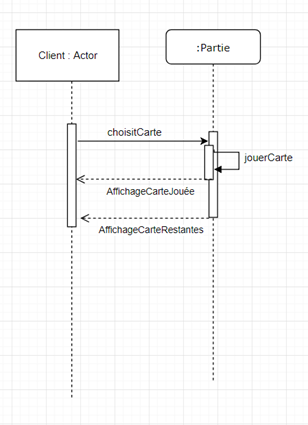 Client : Actor
:Partie
choisitCarte
jouerCarte
AffichageCarteJouée
AffichageCarteRestantes